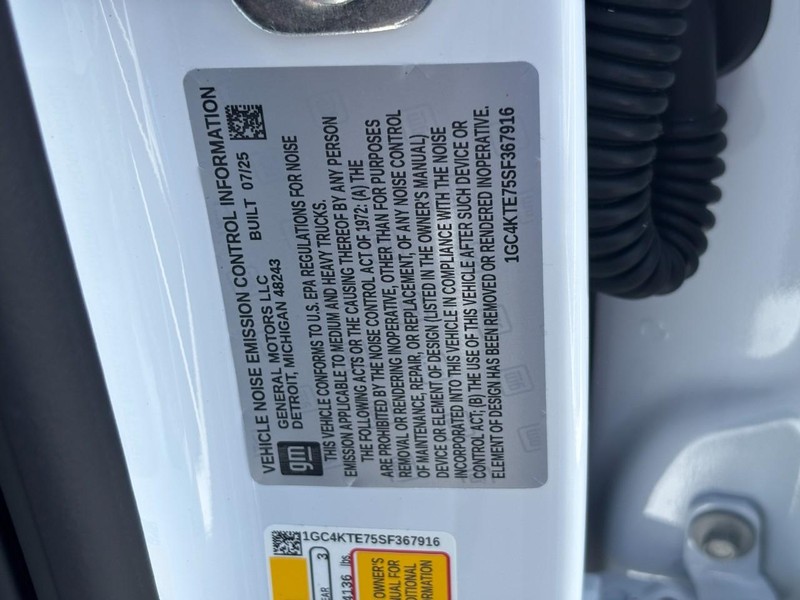 VEHICLE NOISE EMISSION CONTROL INFORMATION
GENERAL MOTORS LLC BUILT 07/25
DETROIT, MICHIGAN 48243
gm
THIS VEHICLE CONFORMS TO U.S. EPA REGULATIONS FOR NOISE
EMISSION APPLICABLE TO MEDIUM AND HEAVY TRUCKS.
THE FOLLOWING ACTS OR THE CAUSING THEREOF BY ANY PERSON
ARE PROHIBITED BY THE NOISE CONTROL ACT OF 1972: (A) THE
REMOVAL OR RENDERING INOPERATIVE, OTHER THAN FOR PURPOSES
OF MAINTENANCE, REPAIR, OR REPLACEMENT, OF ANY NOISE CONTROL
DEVICE OR ELEMENT OF DESIGN (LISTED IN THE OWNER'S MANUAL)
INCORPORATED INTO THIS VEHICLE IN COMPLIANCE WITH THE NOISE
CONTROL ACT; (B) THE USE OF THIS VEHICLE AFTER SUCH DEVICE OR
ELEMENT OF DESIGN HAS BEEN REMOVED OR RENDERED INOPERATIVE.
1GC4KTE75SF367916
1GC4KTE75SF367916
EAR 3
4136 lbs
OWNER'S
FOR